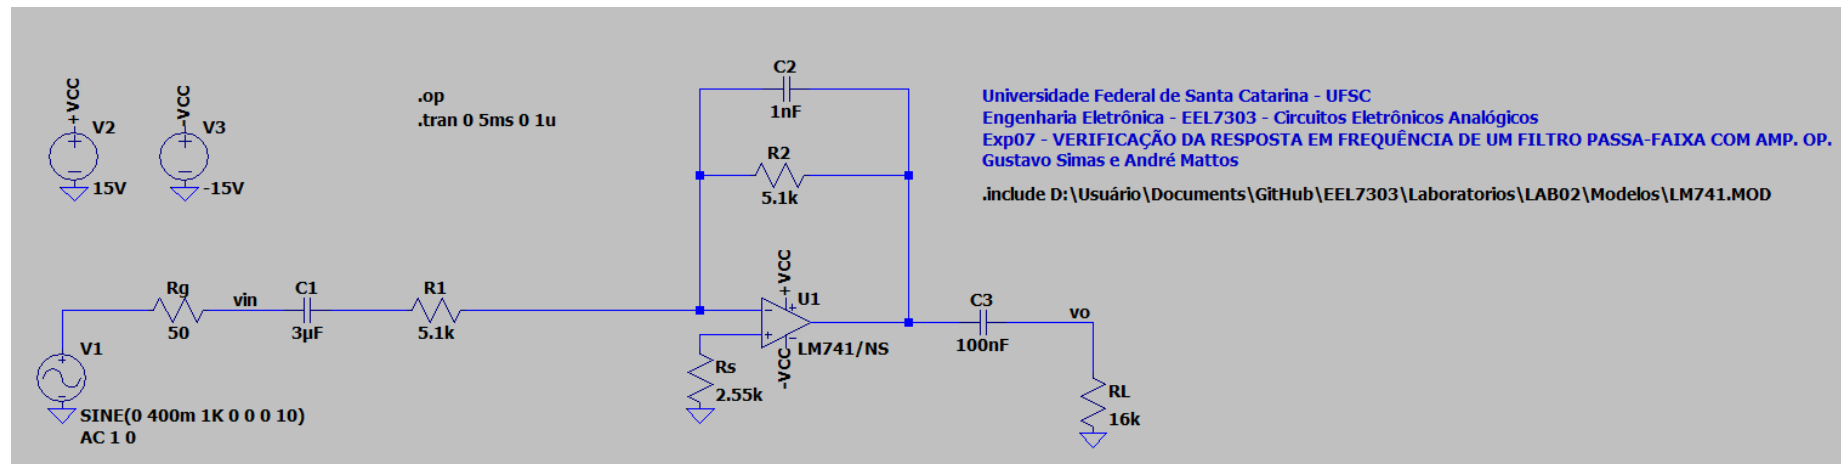 +VCC
V2
15V
-VCC
V3
-15V
.op
.tran 0 5ms 0 1u
C2
1nF
R2
5.1k
Universidade Federal de Santa Catarina - UFSC
Engenharia Eletrônica - EEL7303 - Circuitos Eletrônicos Analógicos
Exp07 - VERIFICAÇÃO DA RESPOSTA EM FREQUÊNCIA DE UM FILTRO PASSA-FAIXA COM AMP. OP.
Gustavo Simas e André Mattos
.include D:\Usuário\Documents\GitHub\EEL7303\Laboratorios\LAB02\Modelos\LM741.MOD
Rg
50
vin
C1
3µF
R1
5.1k
+VCC
U1
LM741/NS
-VCC
Rs
2.55k
C3
100nF
vo
RL
16k
V1
SINE(0 400m 1K 0 0 0 10)
AC 1 0